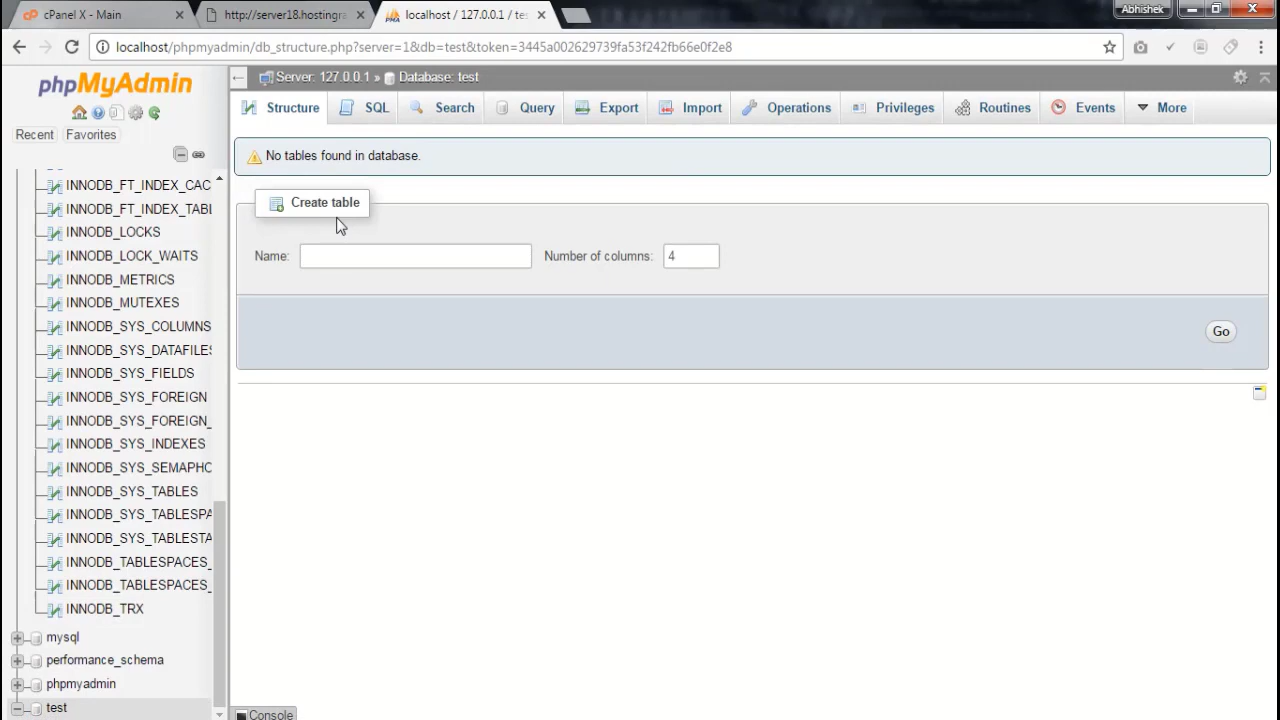 cPanel X - Main
http://server18.hostingra
localhost / 127.0.0.1 / tes
Abhishek
localhost/phpmyadmin/db_structure.php?server=1&db=test&token=3445a002629739fa53f242fb66e0f2e8
phpMyAdmin
Recent
Favorites
INNODB_FT_INDEX_CAC
INNODB_FT_INDEX_TABL
INNODB_LOCKS
INNODB_LOCK_WAITS
INNODB_METRICS
INNODB_MUTEXES
INNODB_SYS_COLUMNS
INNODB_SYS_DATAFILES
INNODB_SYS_FIELDS
INNODB_SYS_FOREIGN
INNODB_SYS_FOREIGN_
INNODB_SYS_INDEXES
INNODB_SYS_SEMAPHO
INNODB_SYS_TABLES
INNODB_SYS_TABLESPA
INNODB_SYS_TABLESTA
INNODB_TABLESPACES_
INNODB_TABLESPACES_
INNODB_TRX
mysql
performance_schema
phpmyadmin
test
Server: 127.0.0.1 » Database: test
Structure
SQL
Search
Query
Export
Import
Operations
Privileges
Routines
Events
More
No tables found in database.
Create table
Name:
Number of columns: 4
Go
Console